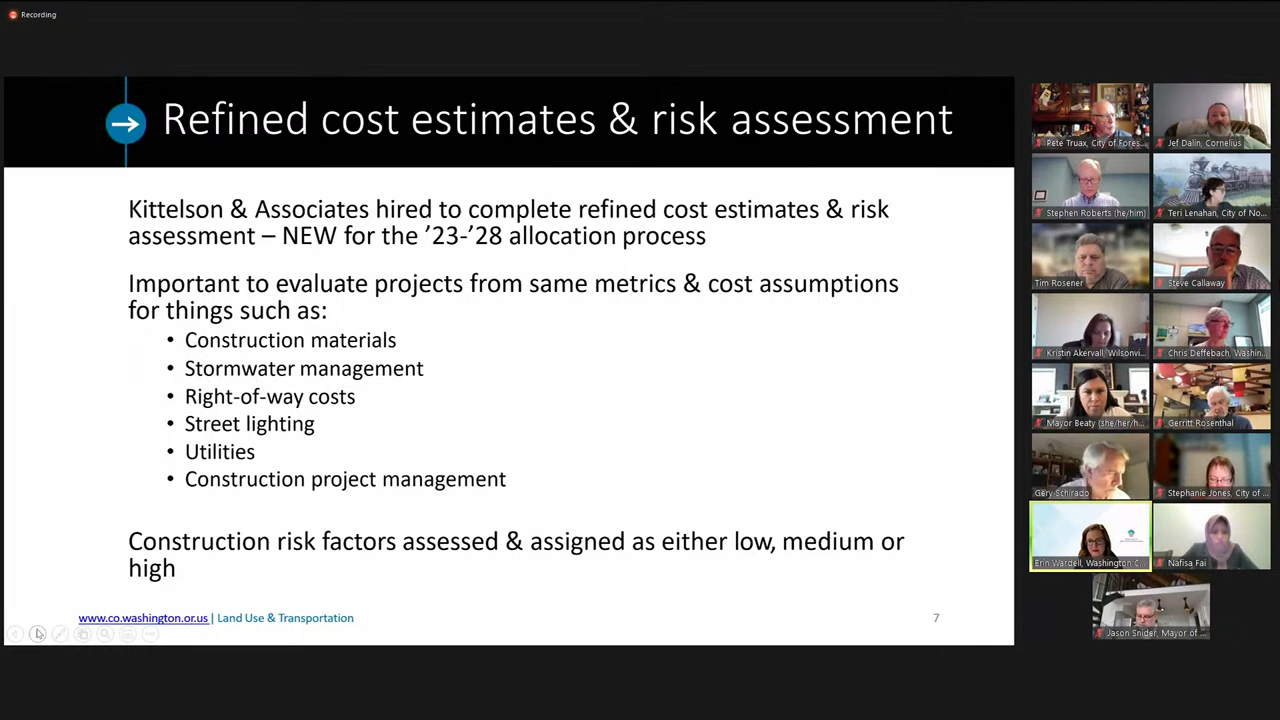 Recording
Refined cost estimates & risk assessment
Kittelson & Associates hired to complete refined cost estimates & risk
assessment – NEW for the ’23-’28 allocation process
Important to evaluate projects from same metrics & cost assumptions
for things such as:
• Construction materials
• Stormwater management
• Right-of-way costs
• Street lighting
• Utilities
• Construction project management
Construction risk factors assessed & assigned as either low, medium or
high
www.co.washington.or.us | Land Use & Transportation
7
Pete Truax, City of Fores...
Jef Dalin, Cornelius
Stephen Roberts (he/him)
Teri Lenahan, City of No...
Tim Rosener
Steve Callaway
Kristin Akervall, Wilsonvi...
Chris Deffebach, Washin...
Mayor Beaty (she/her/h...
Gerritt Rosenthal
Gery Schirado
Stephanie Jones, City of ...
Erin Wardell, Washington C...
Nafisa Fai
Jason Snider, Mayor of ...